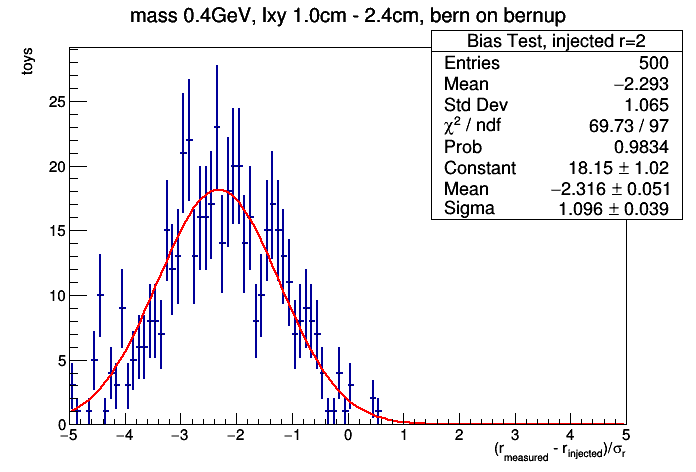 mass 0.4GeV, lxy 1.0cm - 2.4cm, bern on bernup
Bias Test, injected r=2
Entries 500
Mean −2.293
Std Dev 1.065
χ² / ndf 69.73 / 97
Prob 0.9834
Constant 18.15 ± 1.02
Mean −2.316 ± 0.051
Sigma 1.096 ± 0.039
toys
25
20
15
10
5
0
−5 −4 −3 −2 −1 0 1 2 3 4 5
(r_measured - r_injected)/σ_r